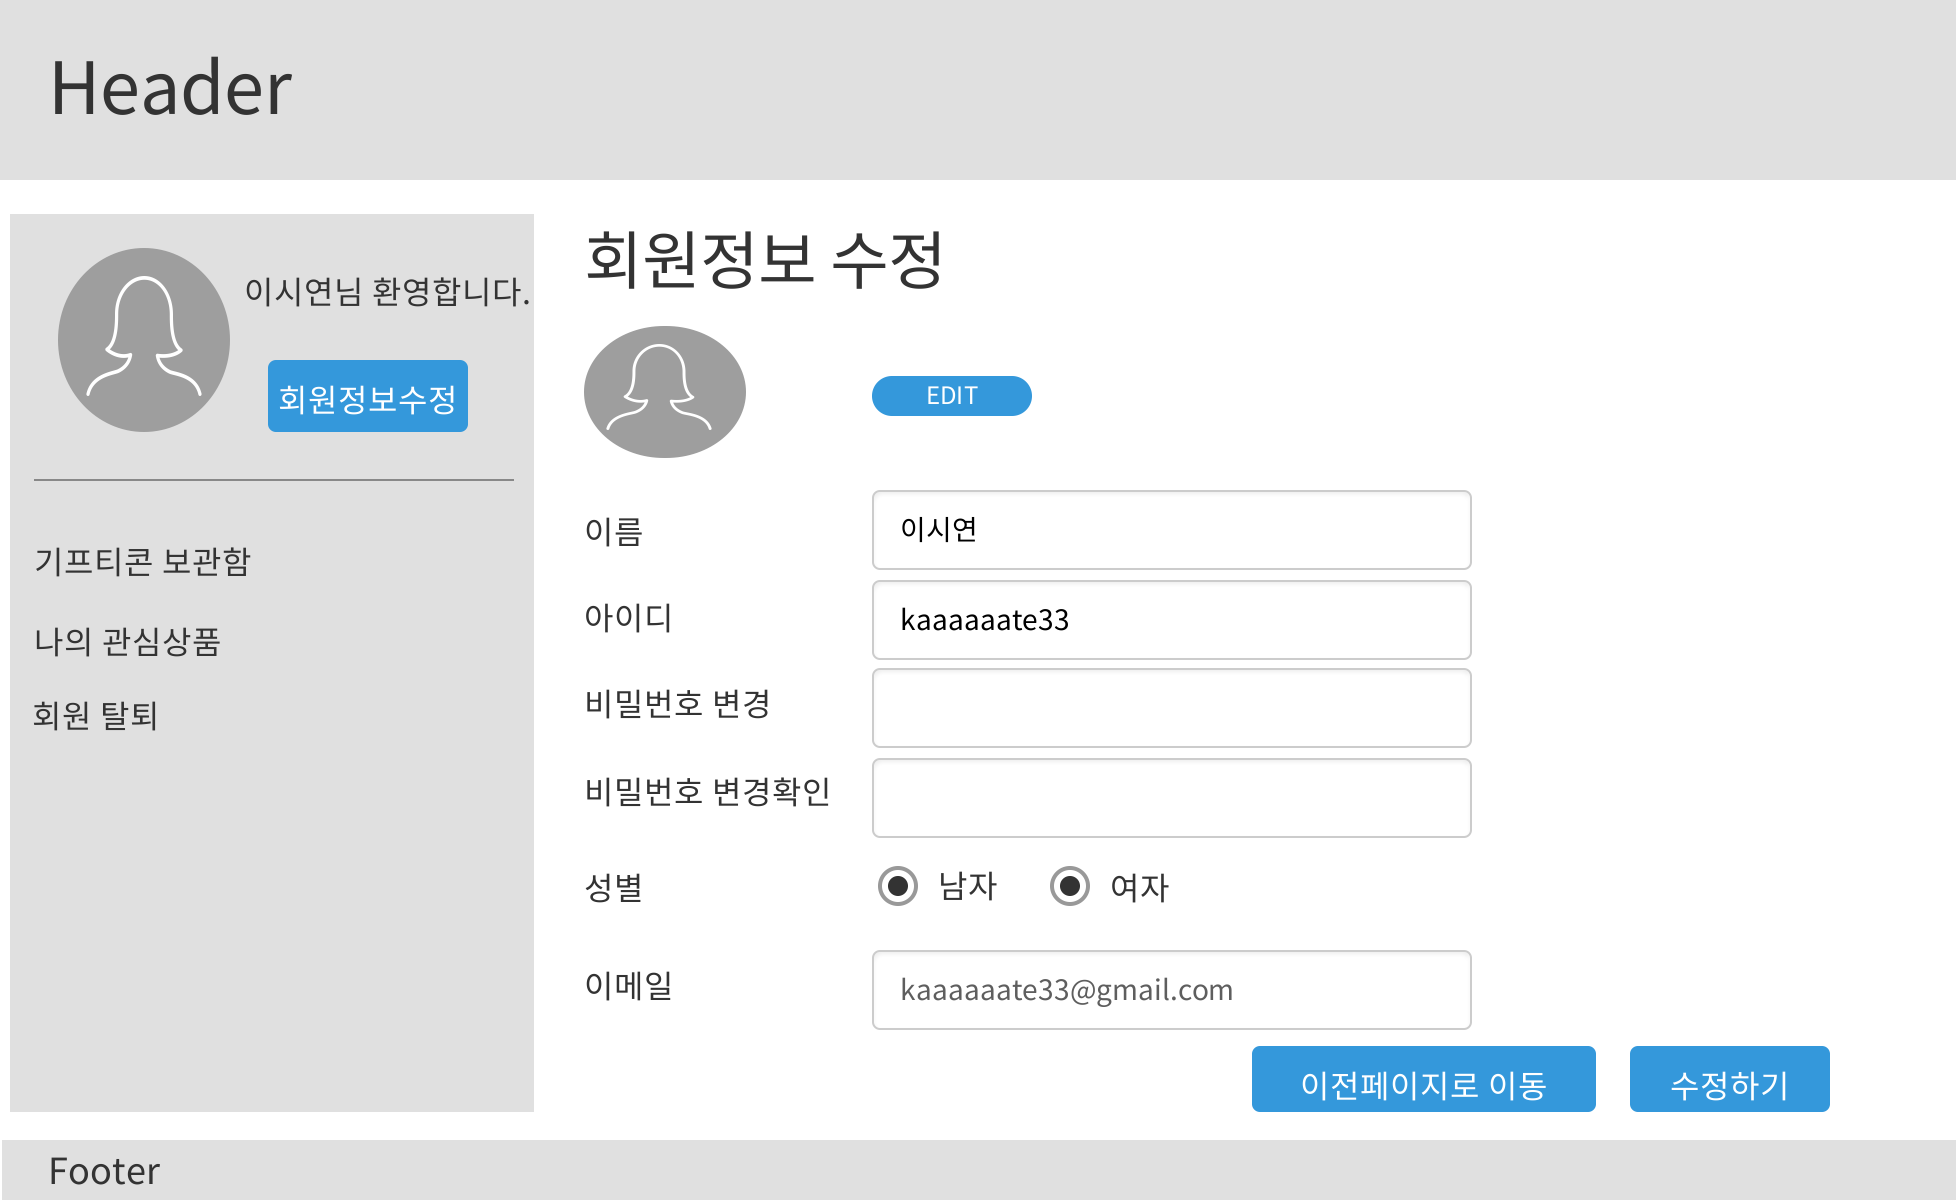 Header
이시연님 환영합니다.
회원정보수정
기프티콘 보관함
나의 관심상품
회원 탈퇴
회원정보 수정
EDIT
이름
이시연
아이디
kaaaaaate33
비밀번호 변경
비밀번호 변경확인
성별
남자 여자
이메일
kaaaaaate33@gmail.com
이전페이지로 이동 수정하기
Footer